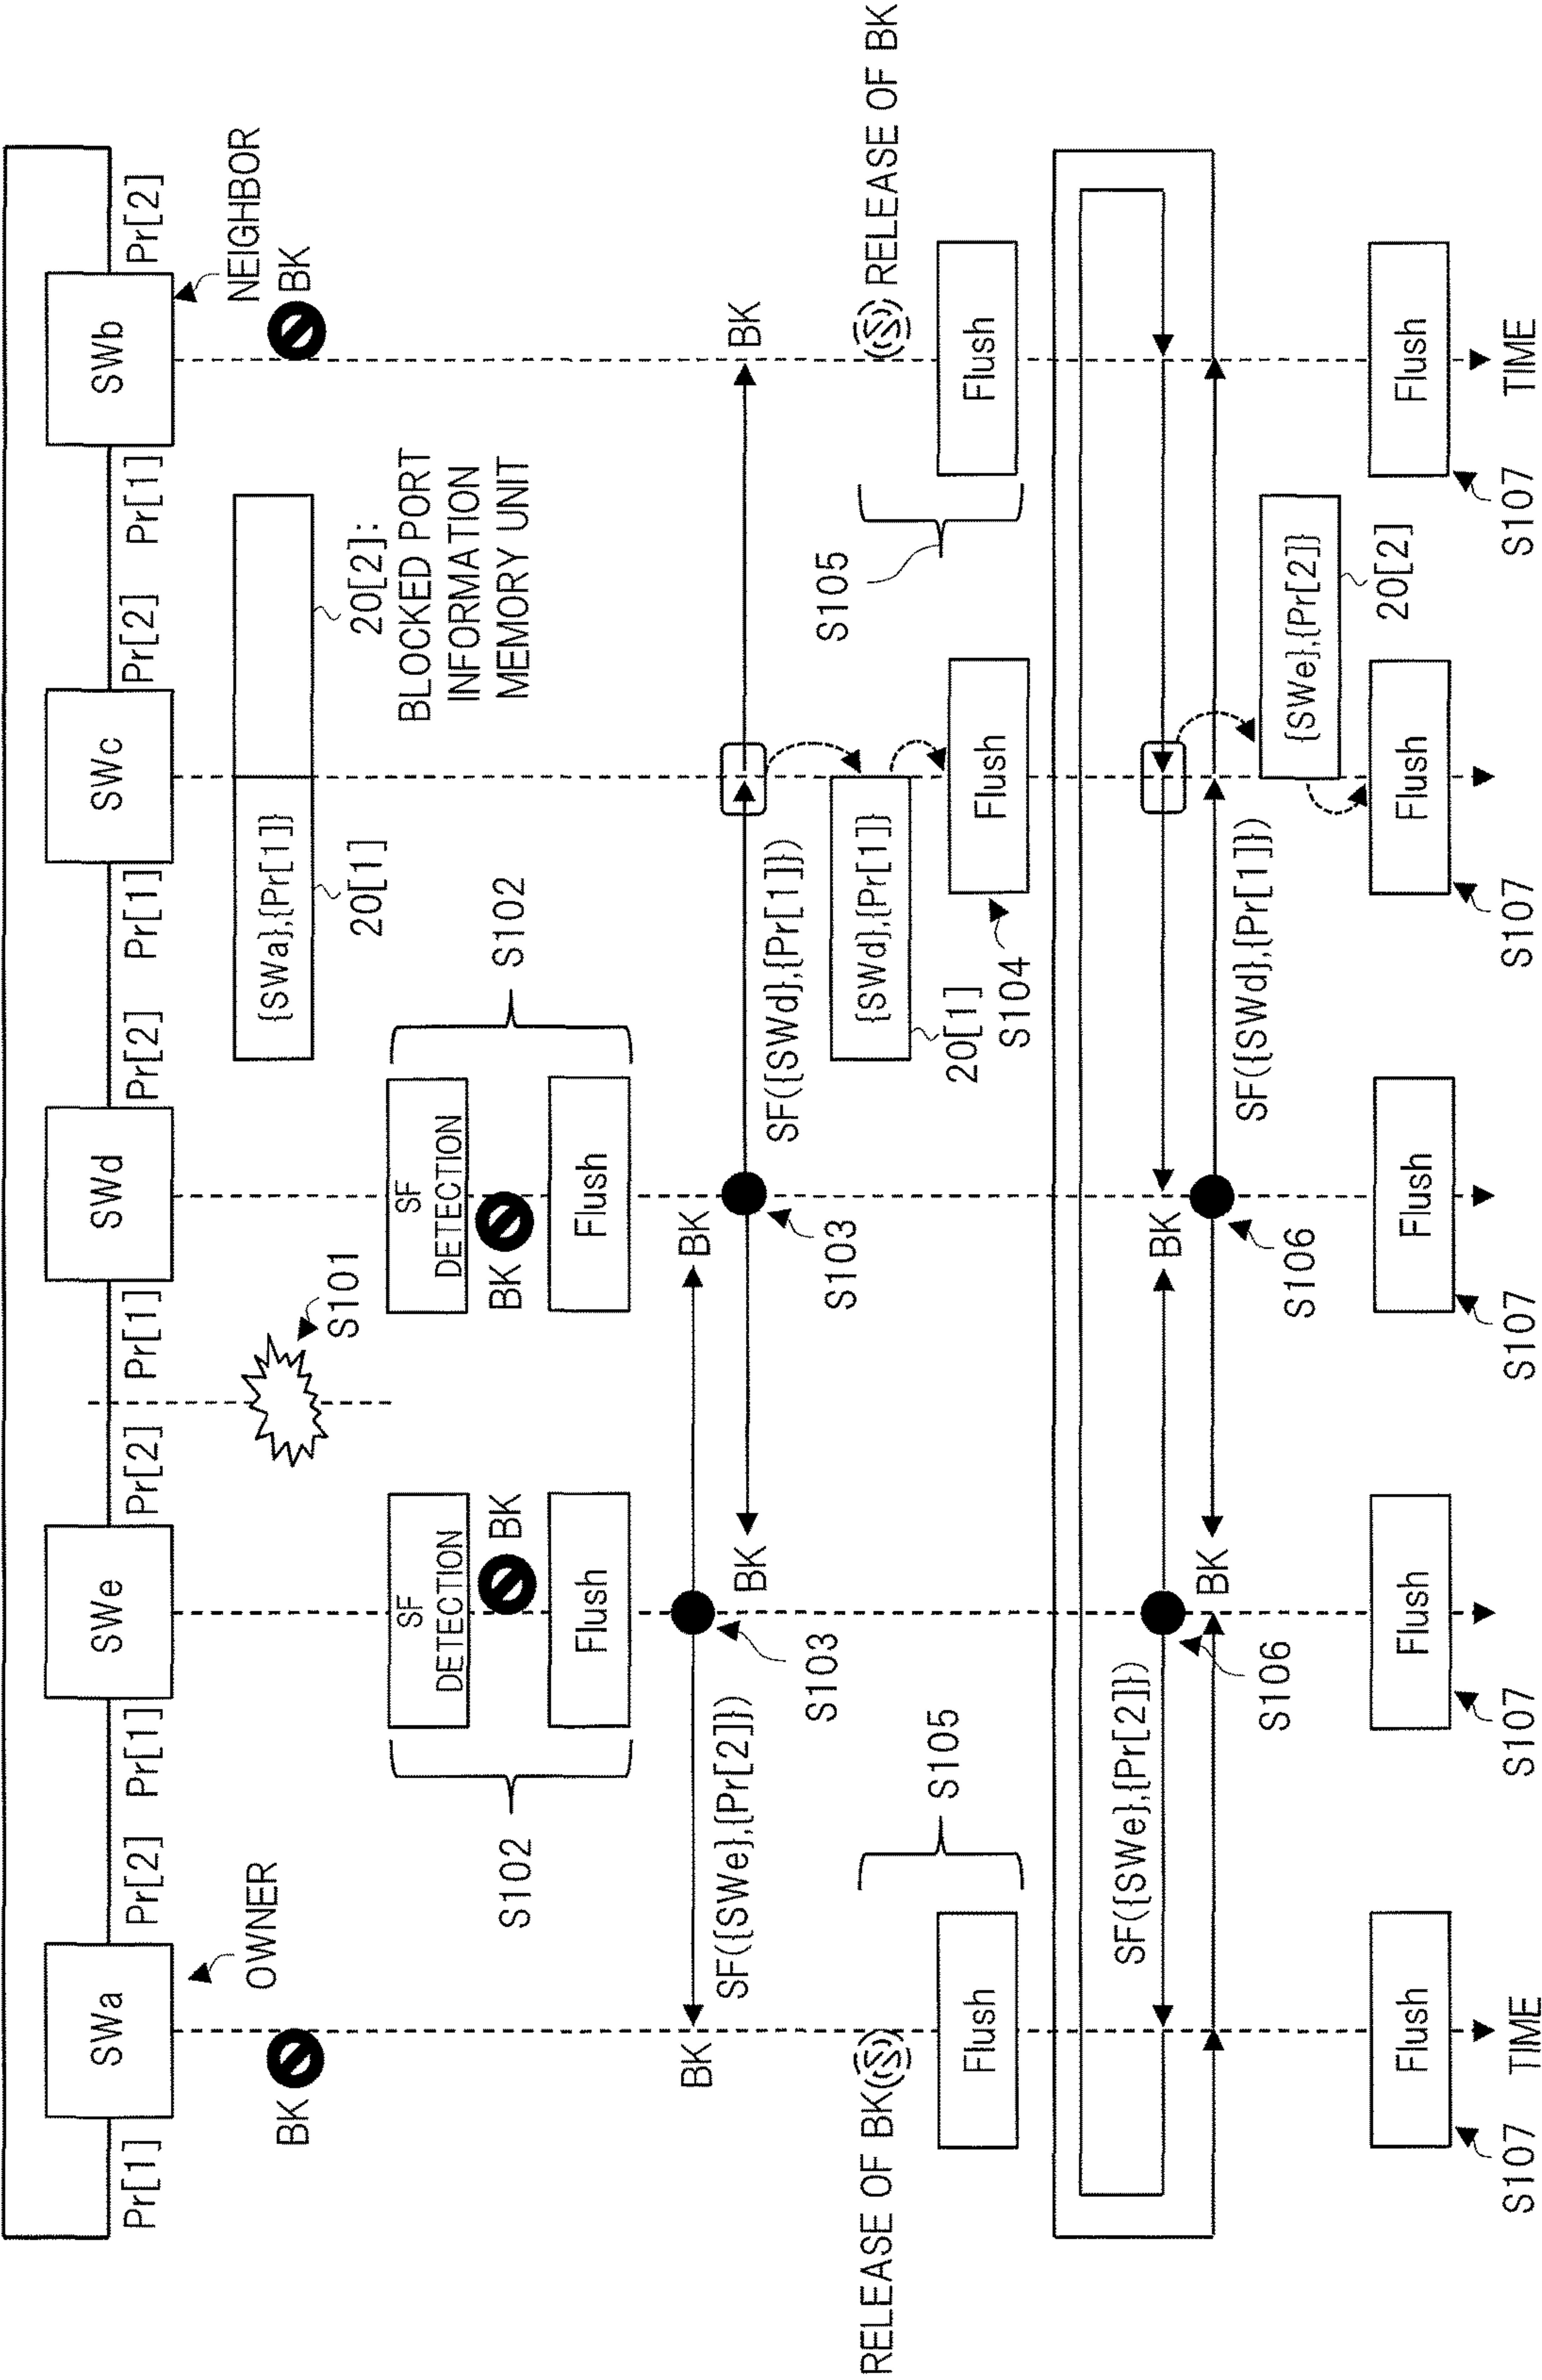 SWa
SWe
SWd
SWc
SWb
Pr[1]
Pr[2]
Pr[1]
Pr[2]
Pr[1]
Pr[2]
Pr[1]
Pr[2]
Pr[1]
Pr[2]
OWNER
NEIGHBOR
BK
S101
{SWa},{Pr[1]}
BK
20[1]
20[2]:
BLOCKED PORT
INFORMATION
MEMORY UNIT
S102
SF
DETECTION
BK
Flush
SF
DETECTION
BK
Flush
S102
BK
SF({SWe},{Pr[2]})
BK
S103
BK
S103
SF({SWd},{Pr[1]})
BK
{SWd},{Pr[1]}
20[1]
RELEASE OF BK
RELEASE OF BK
S105
S105
Flush
Flush
S104
Flush
SF({SWe},{Pr[2]})
BK
S106
BK
S106
SF({SWd},{Pr[1]})
{SWe},{Pr[2]}
20[2]
Flush
Flush
Flush
Flush
Flush
S107
S107
S107
S107
S107
TIME
TIME